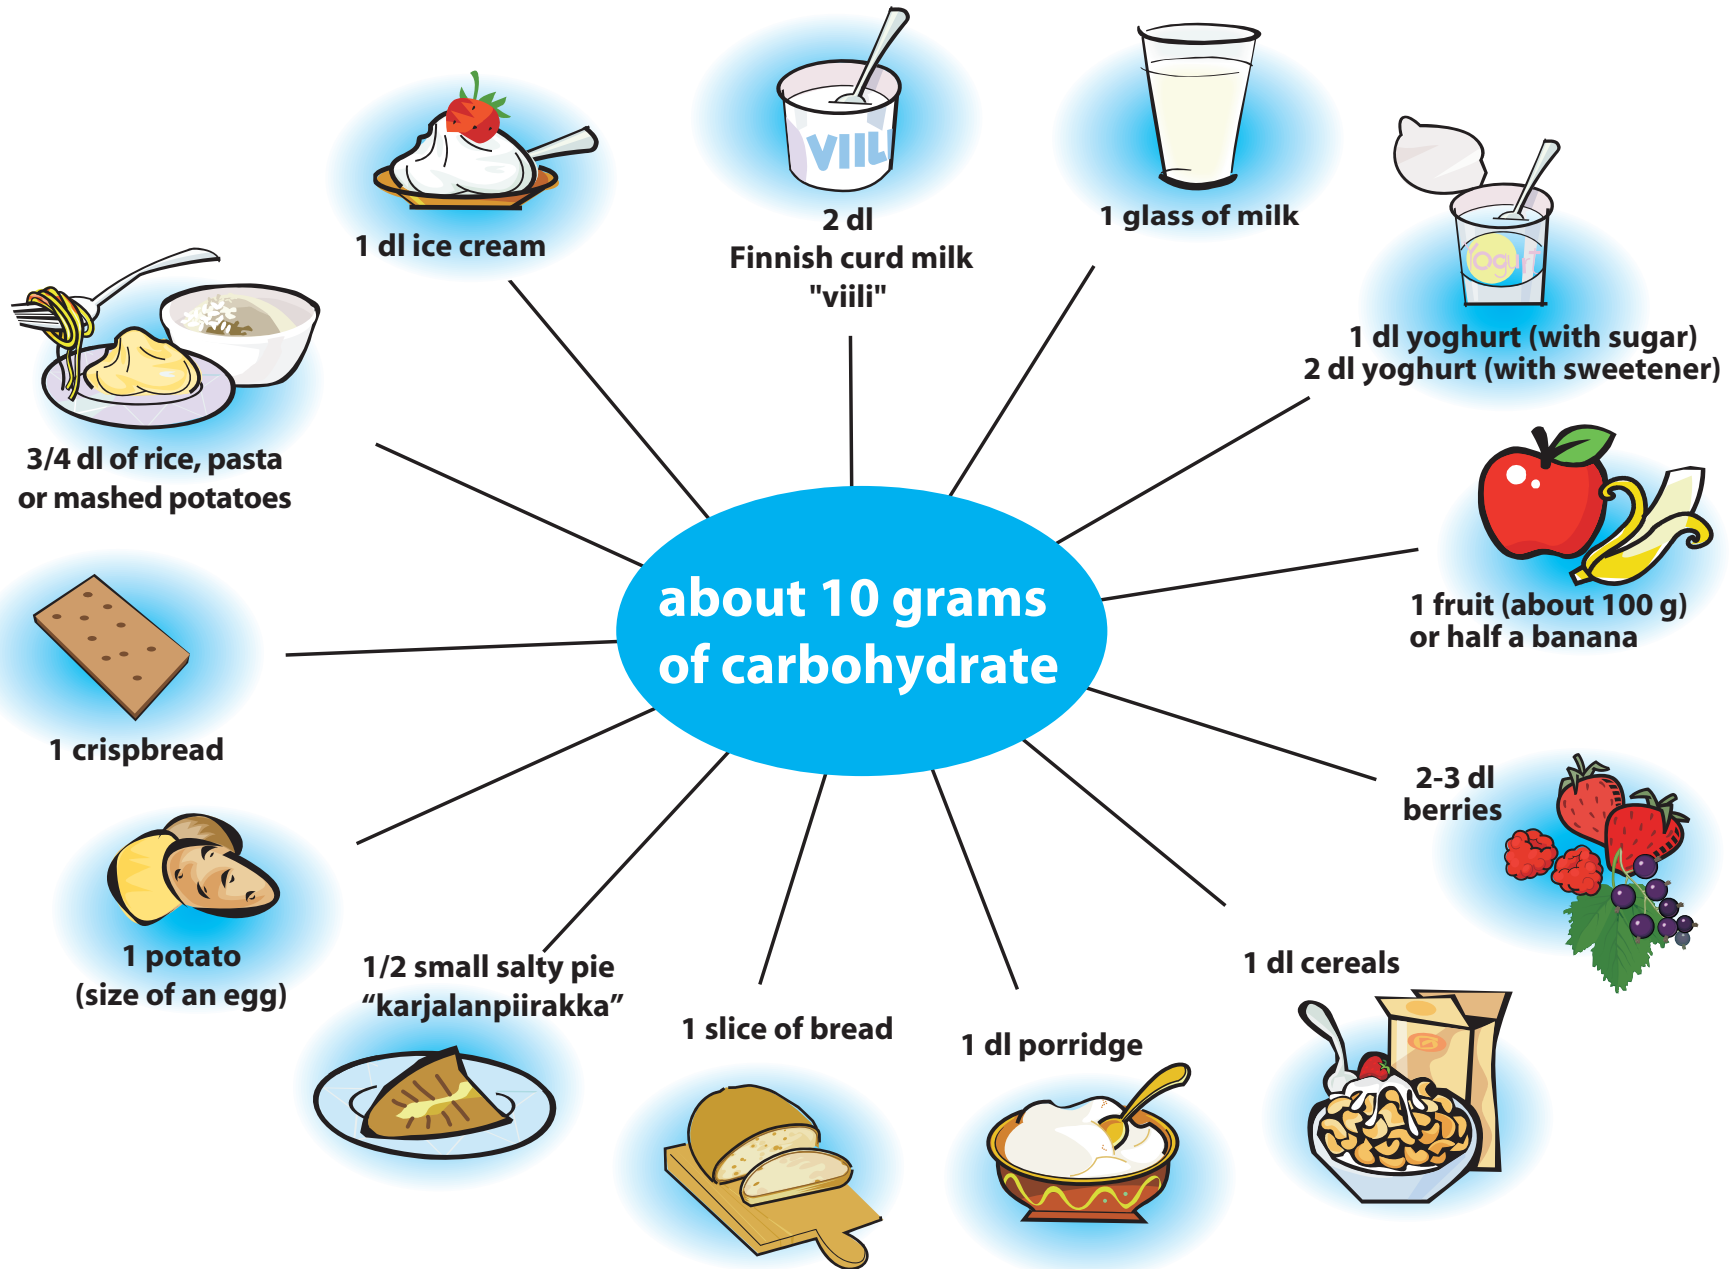 VIILI
2 dl
Finnish curd milk
"viili"
1 glass of milk
1 dl ice cream
Yogurt
1 dl yoghurt (with sugar)
2 dl yoghurt (with sweetener)
3/4 dl of rice, pasta
or mashed potatoes
about 10 grams
of carbohydrate
1 fruit (about 100 g)
or half a banana
1 crispbread
2-3 dl
berries
1 potato
(size of an egg)
1/2 small salty pie
“karjalanpiirakka”
1 slice of bread
1 dl porridge
1 dl cereals